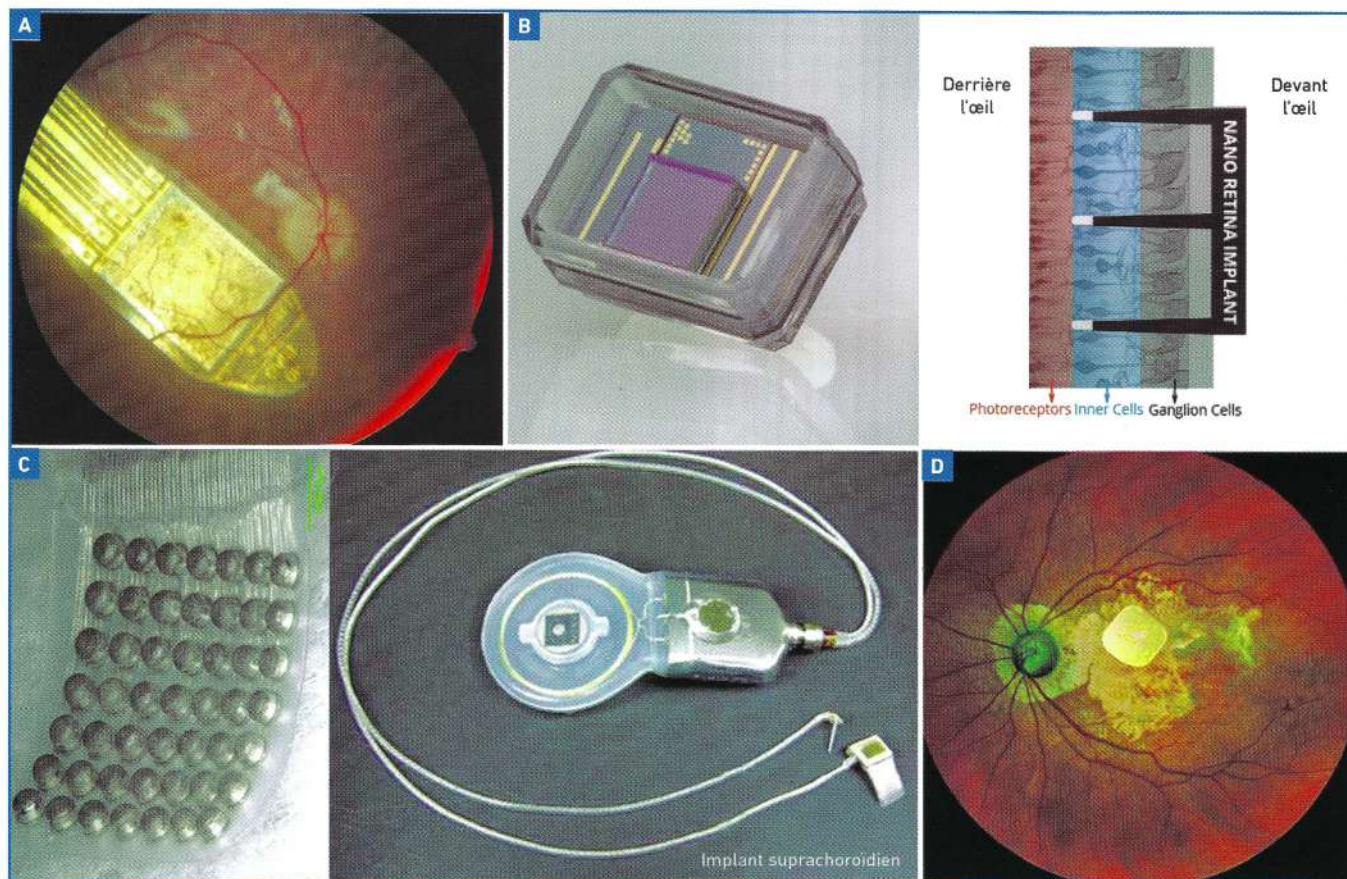 A
B
Derrière
l'œil
Devant
l'œil
NANO RETINA IMPLANT
Photoreceptors Inner Cells Ganglion Cells
C
Implant suprachoroïdien
D